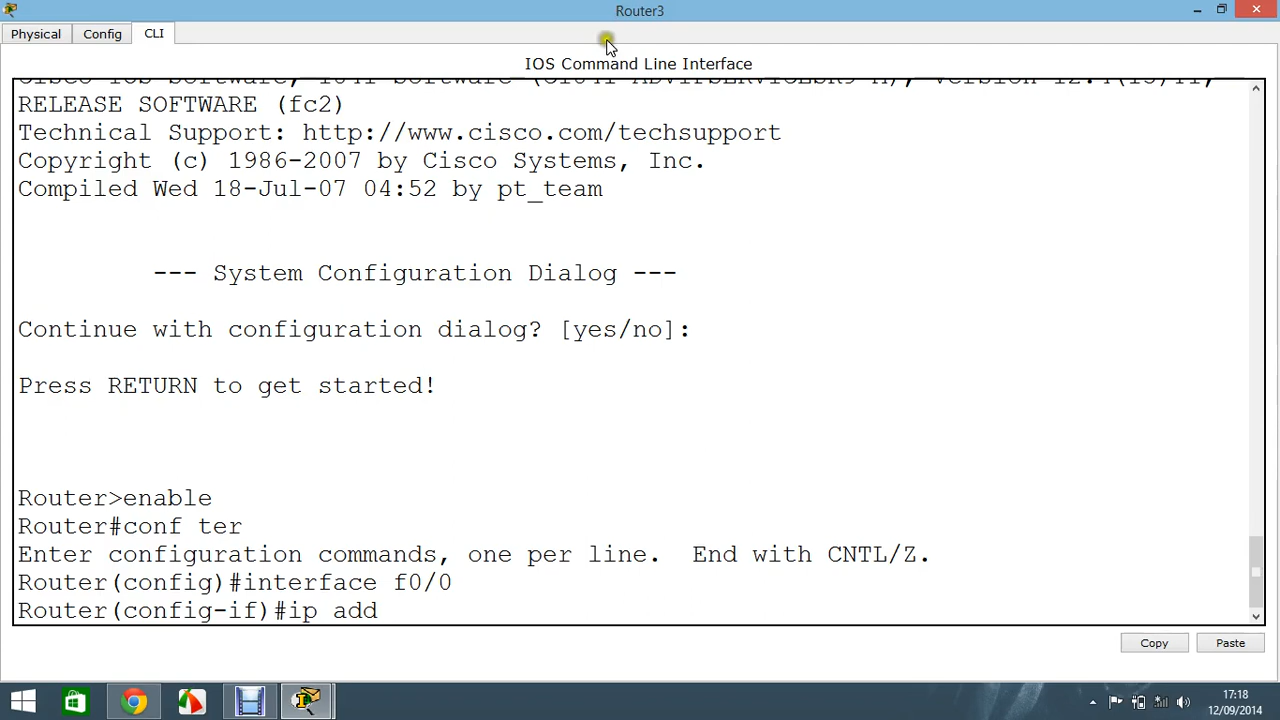 Router3
Physical
Config
CLI
IOS Command Line Interface
RELEASE SOFTWARE (fc2)
Technical Support: http://www.cisco.com/techsupport
Copyright (c) 1986-2007 by Cisco Systems, Inc.
Compiled Wed 18-Jul-07 04:52 by pt_team
--- System Configuration Dialog ---
Continue with configuration dialog? [yes/no]:
Press RETURN to get started!
Router>enable
Router#conf ter
Enter configuration commands, one per line.  End with CNTL/Z.
Router(config)#interface f0/0
Router(config-if)#ip add
Copy
Paste
17:18
12/09/2014